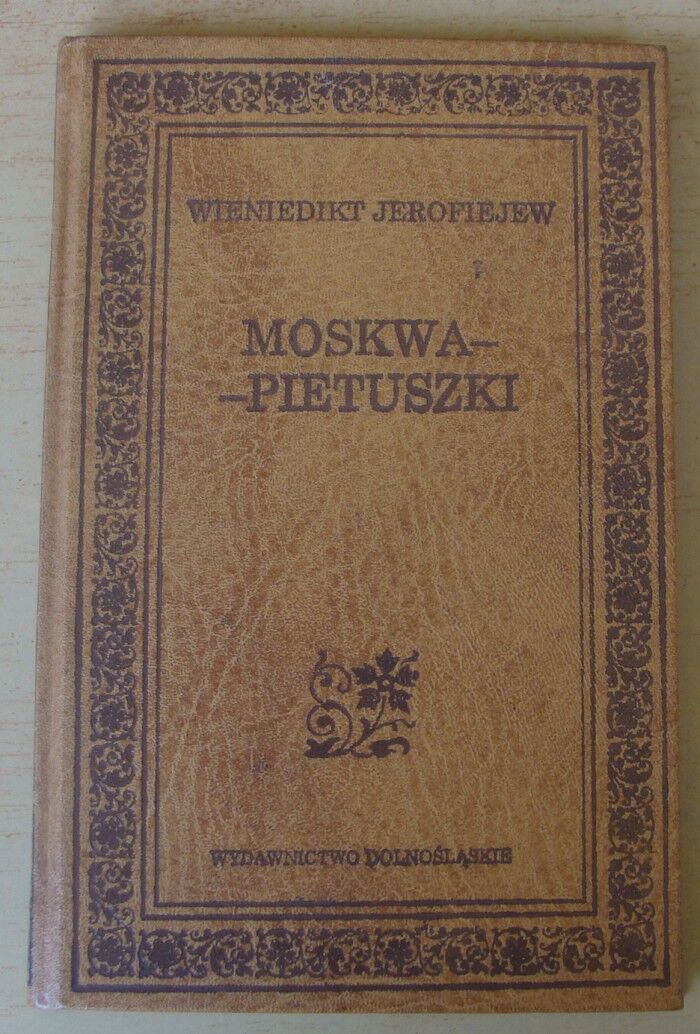 WIENIEDIKT JEROFIEJEW
MOSKWA–
–PIETUSZKI
WYDAWNICTWO DOLNOŚLĄSKIE